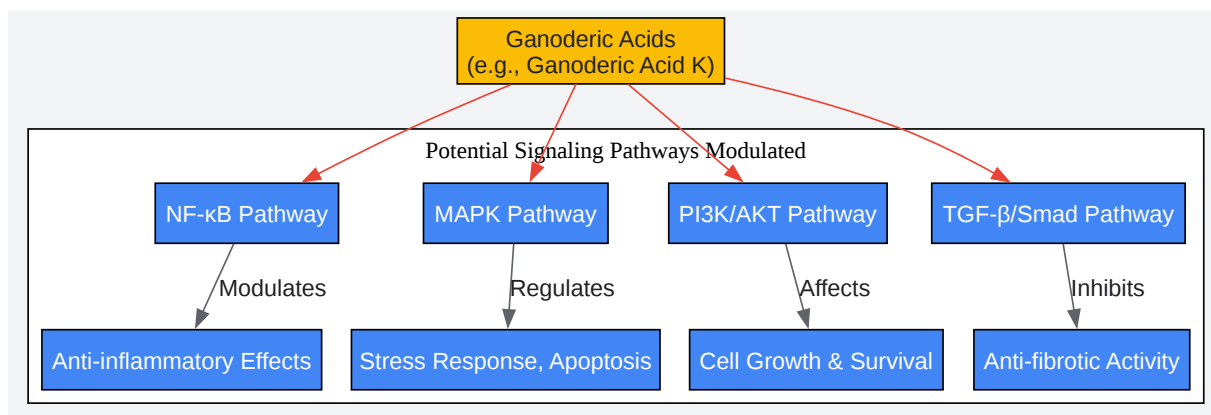 Ganoderic Acids
(e.g., Ganoderic Acid K)
Potential Signaling Pathways Modulated
NF-κB Pathway
MAPK Pathway
PI3K/AKT Pathway
TGF-β/Smad Pathway
Modulates
Regulates
Affects
Inhibits
Anti-inflammatory Effects
Stress Response, Apoptosis
Cell Growth & Survival
Anti-fibrotic Activity